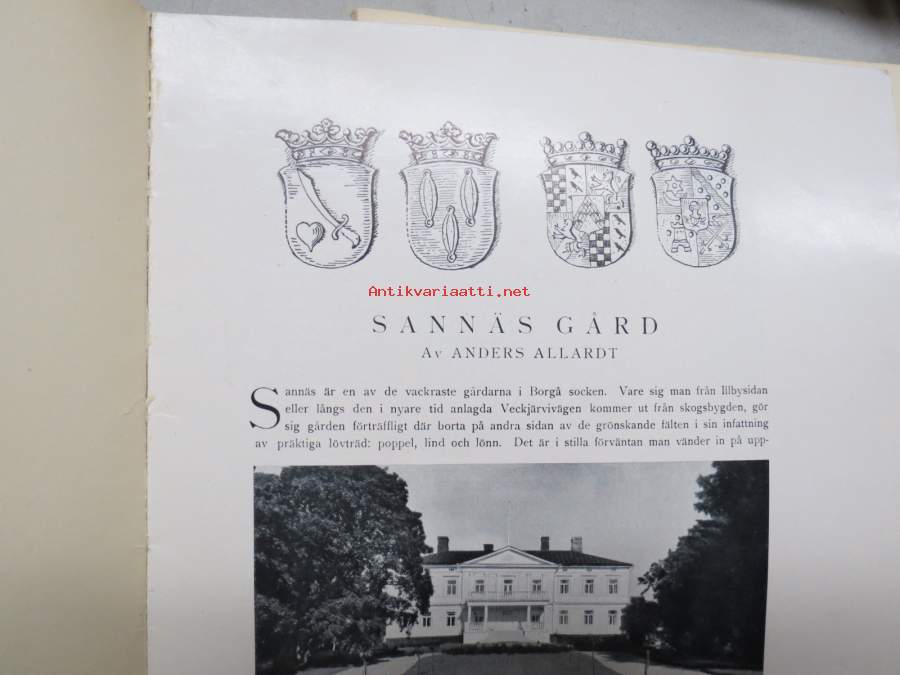 Antikvariaatti.net
SANNÄS GÅRD
Av ANDERS ALLARDT
Sannäs är en av de vackraste gårdarna i Borgå socken. Vare sig man från Illbysidan
eller längs den i nyare tid anlagda Veckjärvivägen kommer ut från skogsbygden, gör
sig gården förträffligt där borta på andra sidan av de grönskande fälten i sin infattning
av präktiga lövträd: poppel, lind och lönn. Det är i stilla förväntan man vänder in på upp-